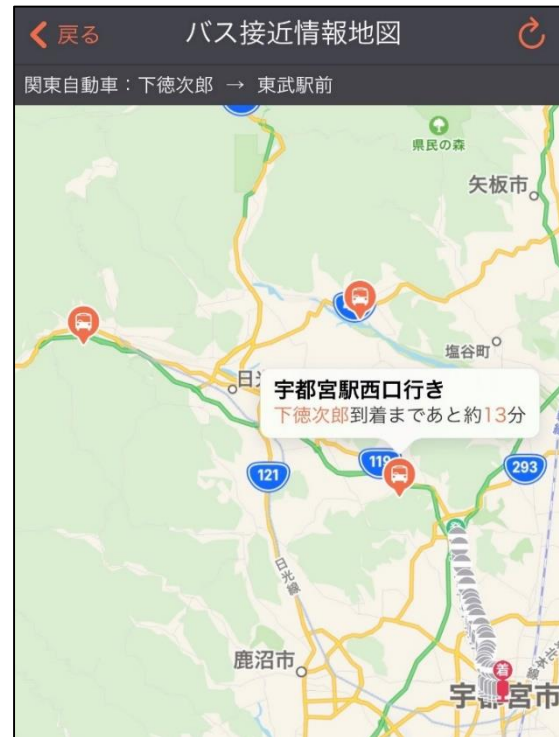 戻る
バス接近情報地図
関東自動車：下徳次郎 → 東武駅前
県民の森
矢板市
塩谷町
日光
宇都宮駅西口行き
下徳次郎到着まであと約13分
119
293
121
日光線
鹿沼市
着
宇都宮市